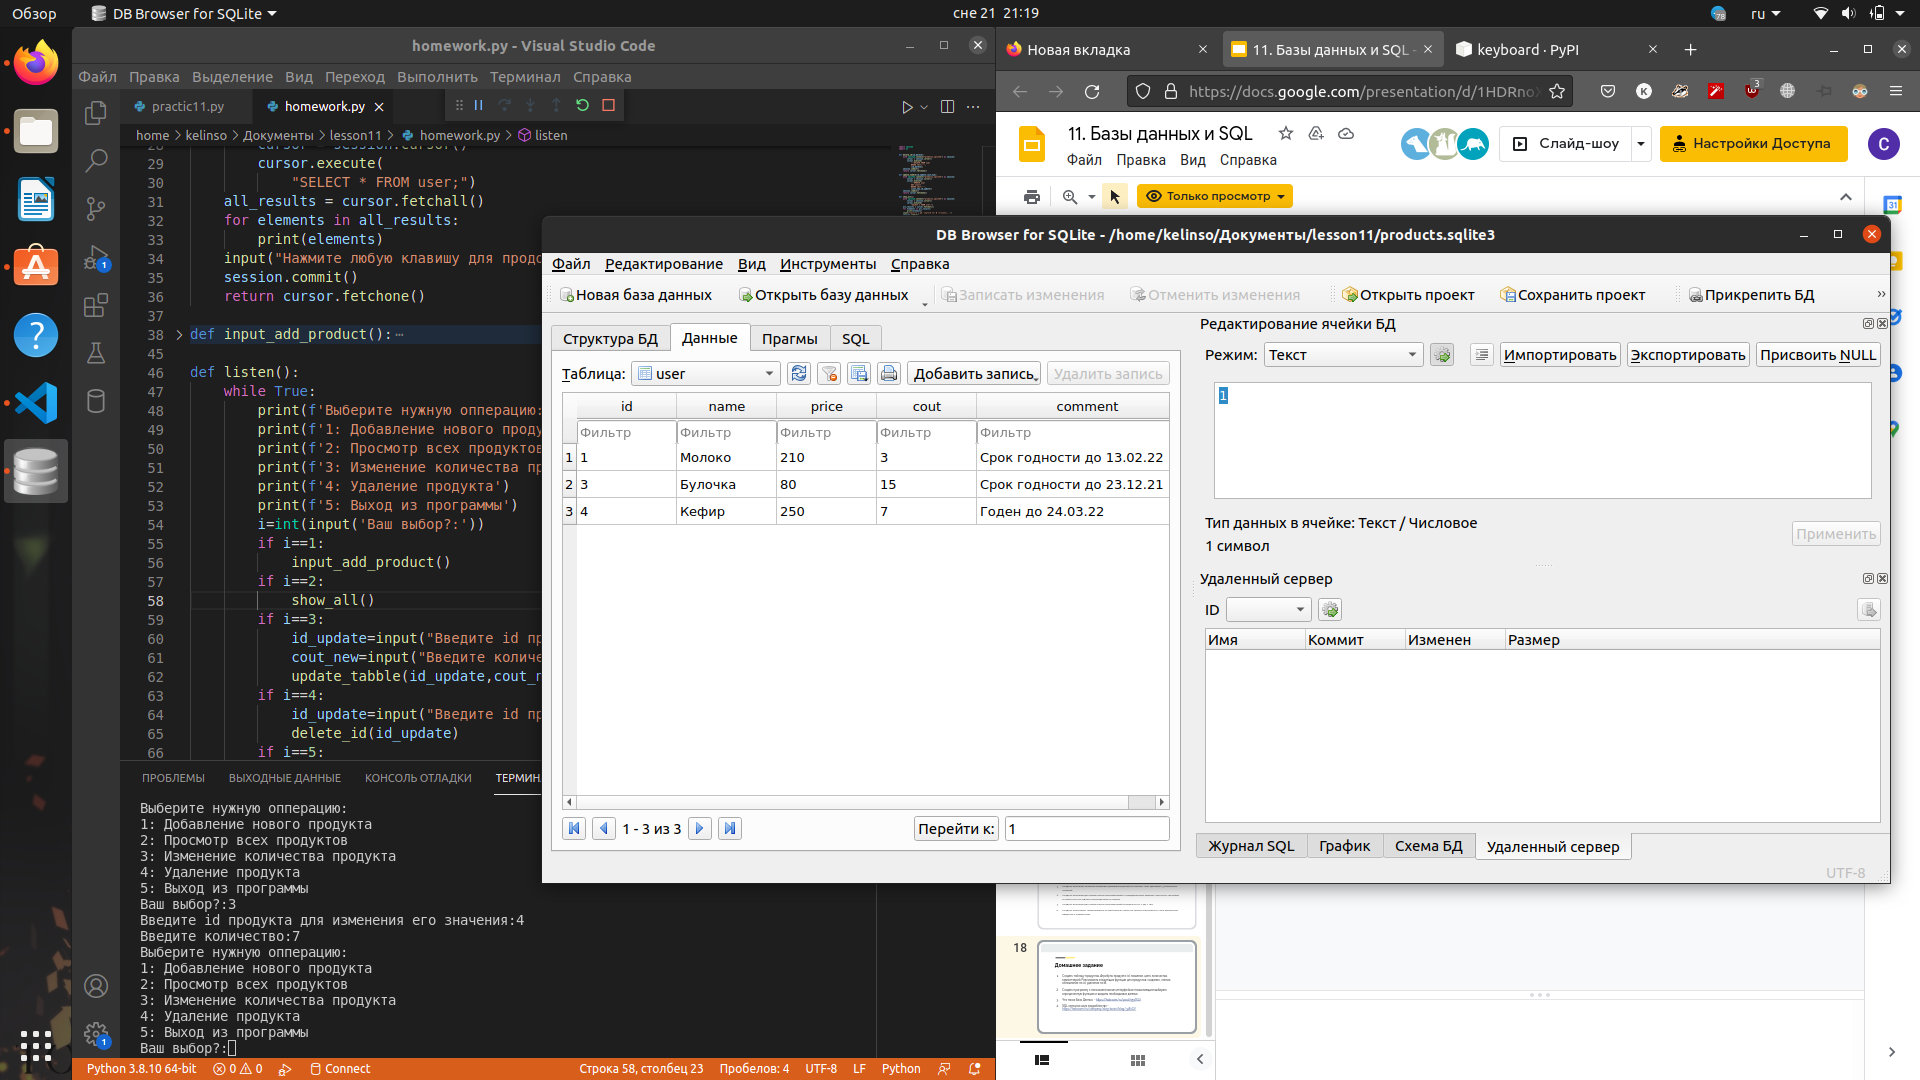 Обзор
DB Browser for SQLite
сне 21 21:19
ru
homework.py - Visual Studio Code
Файл Правка Выделение Вид Переход Выполнить Терминал Справка
practic11.py
homework.py
home > kelinso > Документы > lesson11 > homework.py > listen
29 cursor.execute(
30 "SELECT * FROM user;")
31 all_results = cursor.fetchall()
32 for elements in all_results:
33 print(elements)
34 input("Нажмите любую клавишу для продо
35 session.commit()
36 return cursor.fetchone()
37
38 def input_add_product():
45
46 def listen():
47 while True:
48 print(f'Выберите нужную опперацию:
49 print(f'1: Добавление нового проду
50 print(f'2: Просмотр всех продуктов
51 print(f'3: Изменение количества пр
52 print(f'4: Удаление продукта')
53 print(f'5: Выход из программы')
54 i=int(input('Ваш выбор?:'))
55 if i==1:
56 input_add_product()
57 if i==2:
58 show_all()
59 if i==3:
60 id_update=input("Введите id пр
61 cout_new=input("Введите количе
62 update_tabble(id_update,cout_n
63 if i==4:
64 id_update=input("Введите id пр
65 delete_id(id_update)
66 if i==5:
ПРОБЛЕМЫ ВЫХОДНЫЕ ДАННЫЕ КОНСОЛЬ ОТЛАДКИ ТЕРМИН
Выберите нужную опперацию:
1: Добавление нового продукта
2: Просмотр всех продуктов
3: Изменение количества продукта
4: Удаление продукта
5: Выход из программы
Ваш выбор?:3
Введите id продукта для изменения его значения:4
Введите количество:7
Выберите нужную опперацию:
1: Добавление нового продукта
2: Просмотр всех продуктов
3: Изменение количества продукта
4: Удаление продукта
5: Выход из программы
Ваш выбор?:
Python 3.8.10 64-bit 0 0 Connect Строка 58, столбец 23 Пробелов: 4 UTF-8 LF Python
Новая вкладка
11. Базы данных и SQL -
keyboard · PyPI
https://docs.google.com/presentation/d/1HDRno
11. Базы данных и SQL
Файл Правка Вид Справка
Слайд-шоу
Настройки Доступа
C
Только просмотр
DB Browser for SQLite - /home/kelinso/Документы/lesson11/products.sqlite3
Файл Редактирование Вид Инструменты Справка
Новая база данных Открыть базу данных Записать изменения Отменить изменения Открыть проект Сохранить проект Прикрепить БД »
Структура БД Данные Прагмы SQL
Таблица: user Добавить запись Удалить запись
id name price cout comment
Фильтр Фильтр Фильтр Фильтр Фильтр
1 1 Молоко 210 3 Срок годности до 13.02.22
2 3 Булочка 80 15 Срок годности до 23.12.21
3 4 Кефир 250 7 Годен до 24.03.22
1 - 3 из 3
Перейти к: 1
Редактирование ячейки БД
Режим: Текст Импортировать Экспортировать Присвоить NULL
1
Тип данных в ячейке: Текст / Числовое
1 символ
Применить
Удаленный сервер
ID
Имя Коммит Изменен Размер
Журнал SQL График Схема БД Удаленный сервер
UTF-8
18
Домашнее задание